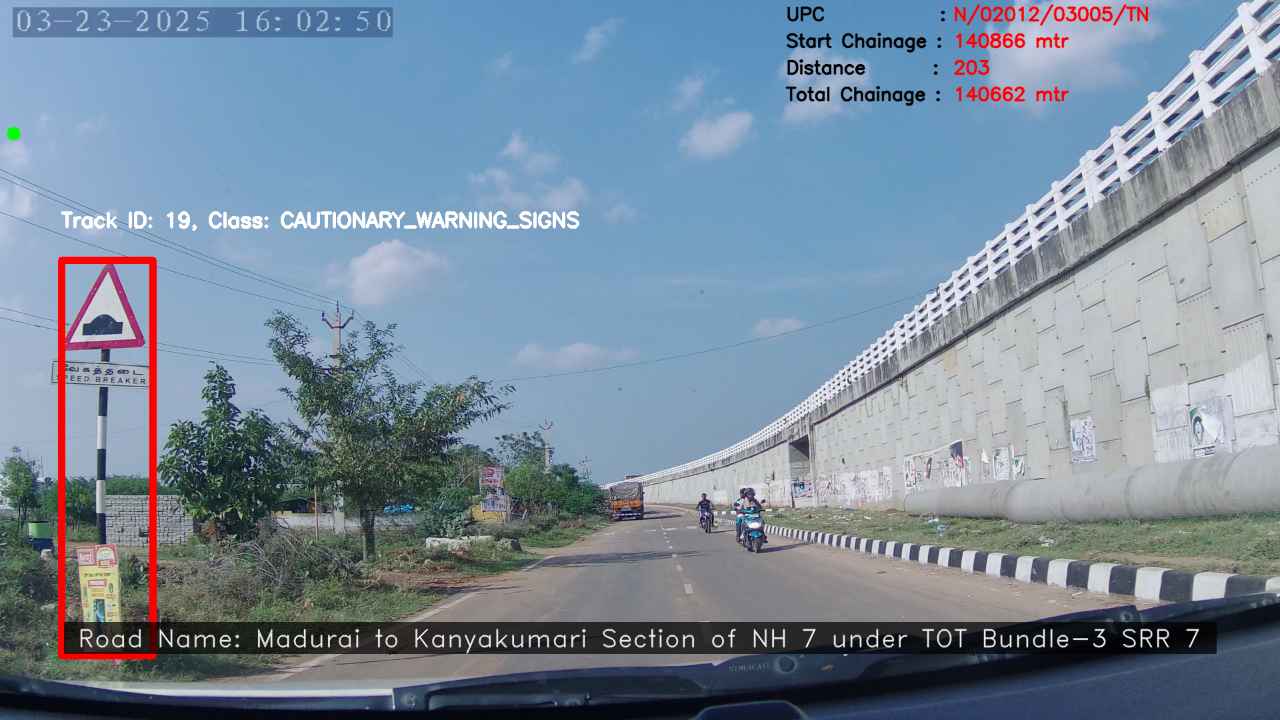 03-23-2025 16:02:50
UPC : N/02012/03005/TN
Start Chainage : 140866 mtr
Distance : 203
Total Chainage : 140662 mtr
Track ID: 19, Class: CAUTIONARY_WARNING_SIGNS
வேகத்தடை
SPEED BREAKER
Road Name: Madurai to Kanyakumari Section of NH 7 under TOT Bundle-3 SRR 7